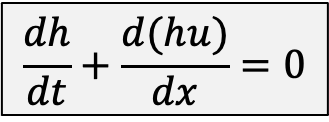 dh/dt + d(hu)/dx = 0